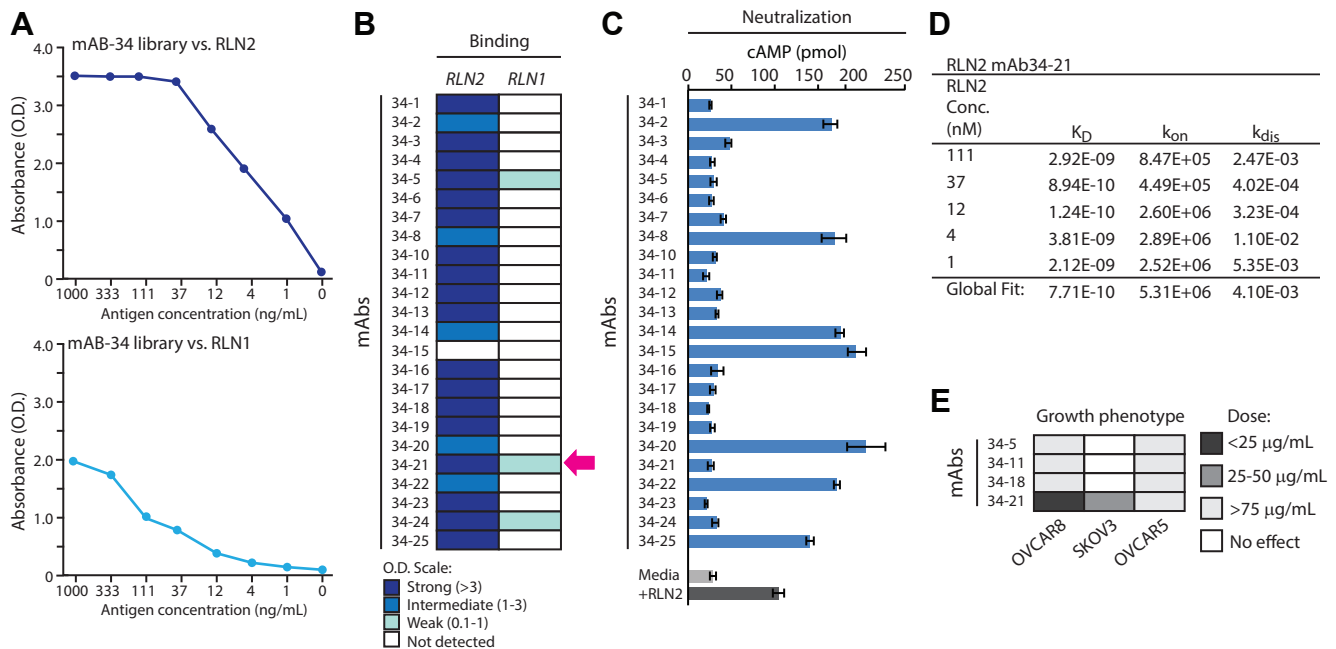 A
mAB-34 library vs. RLN2
4.0
3.0
2.0
1.0
0
Absorbance (O.D.)
1000 333 111 37 12 4 1 0
Antigen concentration (ng/mL)
mAB-34 library vs. RLN1
4.0
3.0
2.0
1.0
0
Absorbance (O.D.)
1000 333 111 37 12 4 1 0
Antigen concentration (ng/mL)
B
Binding
RLN2 RLN1
mAbs
34-1
34-2
34-3
34-4
34-5
34-6
34-7
34-8
34-10
34-11
34-12
34-13
34-14
34-15
34-16
34-17
34-18
34-19
34-20
34-21
34-22
34-23
34-24
34-25
O.D. Scale:
Strong (>3)
Intermediate (1-3)
Weak (0.1-1)
Not detected
C
Neutralization
cAMP (pmol)
0 50 100 150 200 250
mAbs
34-1
34-2
34-3
34-4
34-5
34-6
34-7
34-8
34-10
34-11
34-12
34-13
34-14
34-15
34-16
34-17
34-18
34-19
34-20
34-21
34-22
34-23
34-24
34-25
Media
+RLN2
D
RLN2 mAb34-21
RLN2
Conc.
(nM) KD kon kdis
111 2.92E-09 8.47E+05 2.47E-03
37 8.94E-10 4.49E+05 4.02E-04
12 1.24E-10 2.60E+06 3.23E-04
4 3.81E-09 2.89E+06 1.10E-02
1 2.12E-09 2.52E+06 5.35E-03
Global Fit: 7.71E-10 5.31E+06 4.10E-03
E
Growth phenotype
mAbs
34-5
34-11
34-18
34-21
OVCAR8 SKOV3 OVCAR5
Dose:
<25 µg/mL
25-50 µg/mL
>75 µg/mL
No effect